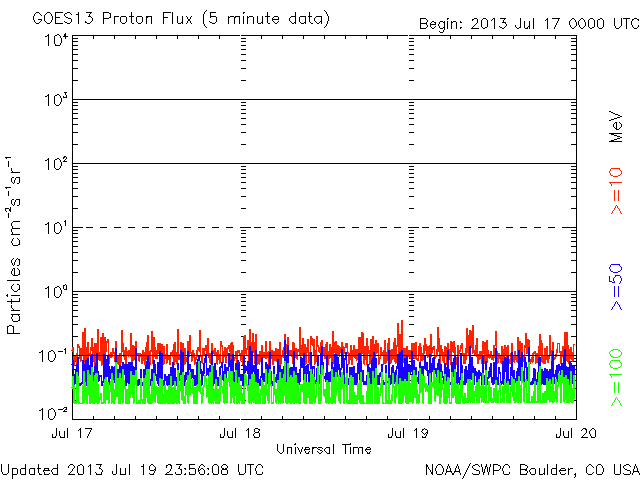 GOES13 Proton Flux (5 minute data)
Begin: 2013 Jul 17 0000 UTC
10⁴
10³
10²
10¹
10⁰
10⁻¹
10⁻²
Particles cm⁻²s⁻¹sr⁻¹
MeV
>=10
>=50
>=100
Jul 17
Jul 18
Jul 19
Jul 20
Universal Time
Updated 2013 Jul 19 23:56:08 UTC
NOAA/SWPC Boulder, CO USA